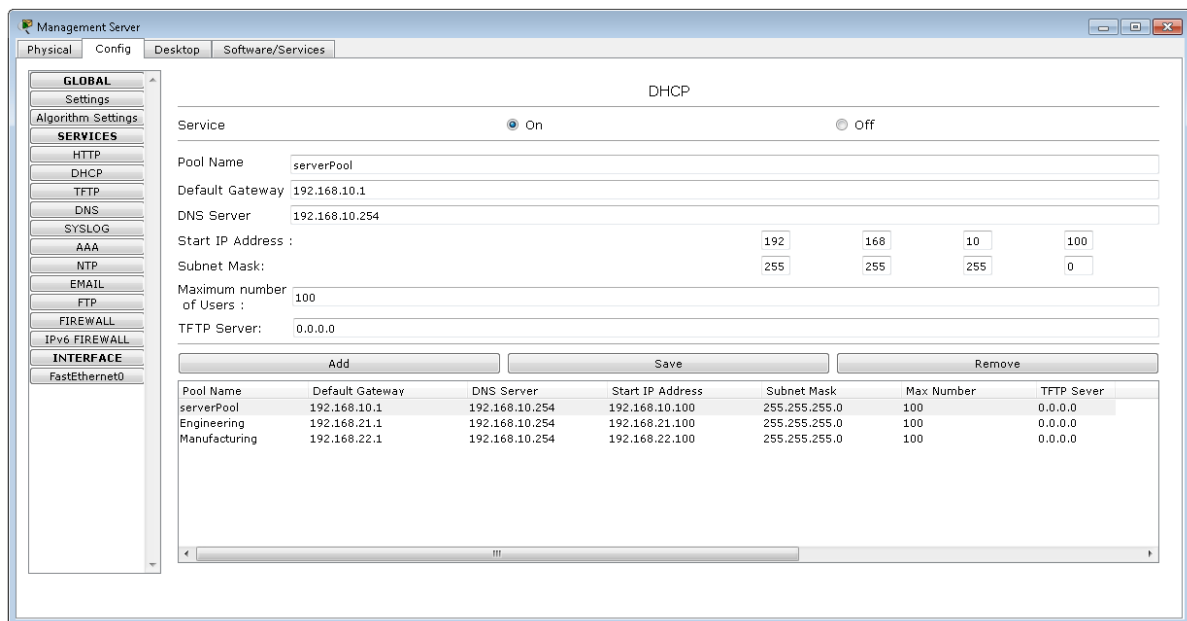 Management Server
Physical Config Desktop Software/Services
GLOBAL
Settings
Algorithm Settings
SERVICES
HTTP
DHCP
TFTP
DNS
SYSLOG
AAA
NTP
EMAIL
FTP
FIREWALL
IPv6 FIREWALL
INTERFACE
FastEthernet0
DHCP
Service On Off
Pool Name serverPool
Default Gateway 192.168.10.1
DNS Server 192.168.10.254
Start IP Address : 192 168 10 100
Subnet Mask: 255 255 255 0
Maximum number
of Users : 100
TFTP Server: 0.0.0.0
Add Save Remove
Pool Name Default Gateway DNS Server Start IP Address Subnet Mask Max Number TFTP Sever
serverPool 192.168.10.1 192.168.10.254 192.168.10.100 255.255.255.0 100 0.0.0.0
Engineering 192.168.21.1 192.168.10.254 192.168.21.100 255.255.255.0 100 0.0.0.0
Manufacturing 192.168.22.1 192.168.10.254 192.168.22.100 255.255.255.0 100 0.0.0.0